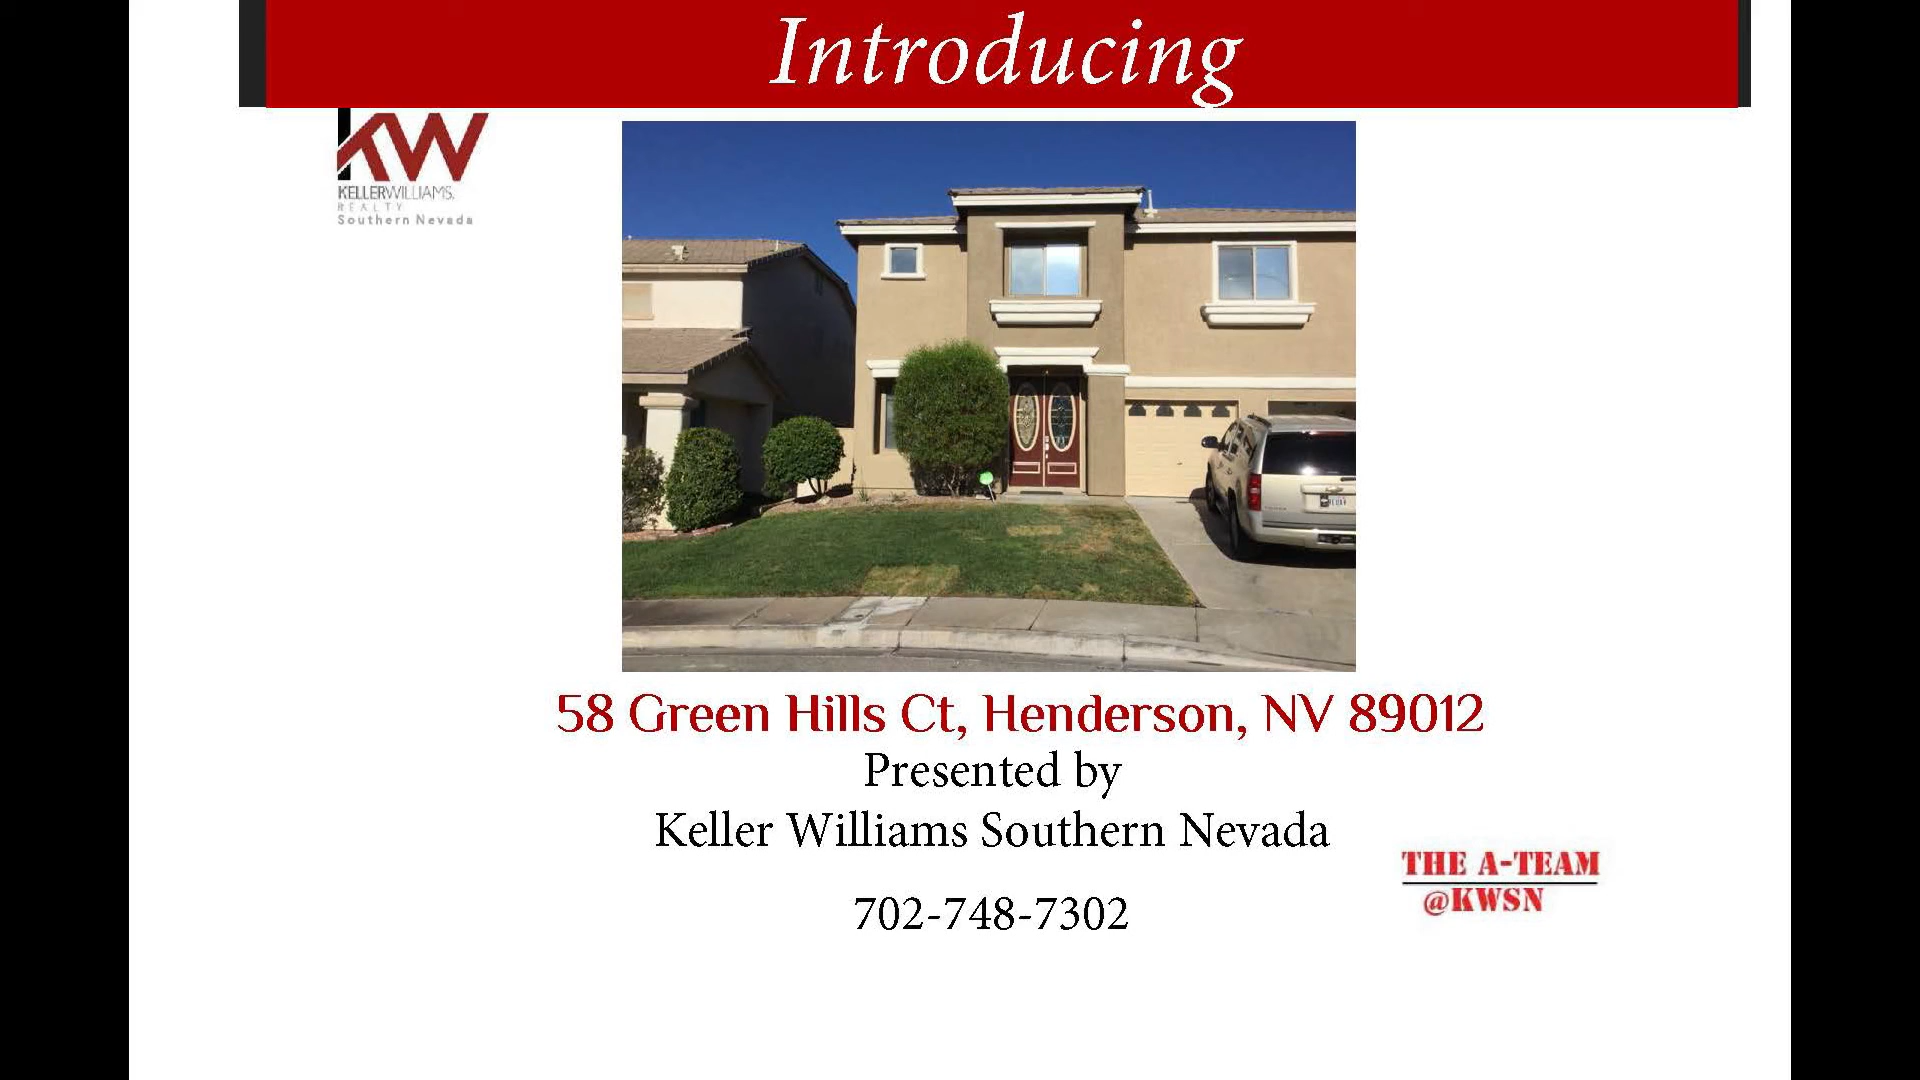 Introducing
KW
KELLERWILLIAMS.
REALTY
Southern Nevada
58 Green Hills Ct, Henderson, NV 89012
Presented by
Keller Williams Southern Nevada
THE A-TEAM
@KWSN
702-748-7302